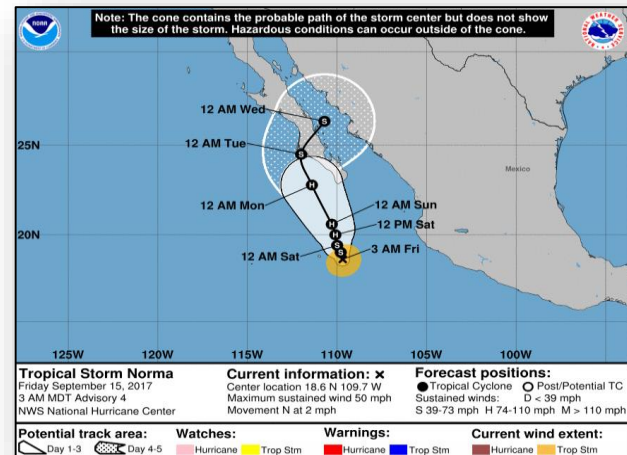 Note: The cone contains the probable path of the storm center but does not show
the size of the storm. Hazardous conditions can occur outside of the cone.
NOAA
12 AM Wed
S
25N
12 AM Tue
S
Mexico
12 AM Mon
H
12 AM Sun
H
20N
H
12 PM Sat
12 AM Sat
S
3 AM Fri
S
125W 120W 115W 110W 105W 100W
Tropical Storm Norma
Friday September 15, 2017
3 AM MDT Advisory 4
NWS National Hurricane Center
Current information: ×
Center location 18.6 N 109.7 W
Maximum sustained wind 50 mph
Movement N at 2 mph
Forecast positions:
● Tropical Cyclone ○ Post/Potential TC
Sustained winds: D < 39 mph
S 39-73 mph H 74-110 mph M > 110 mph
Potential track area:
Day 1-3 Day 4-5
Watches:
Hurricane Trop Stm
Warnings:
Hurricane Trop Stm
Current wind extent:
Hurricane Trop Stm